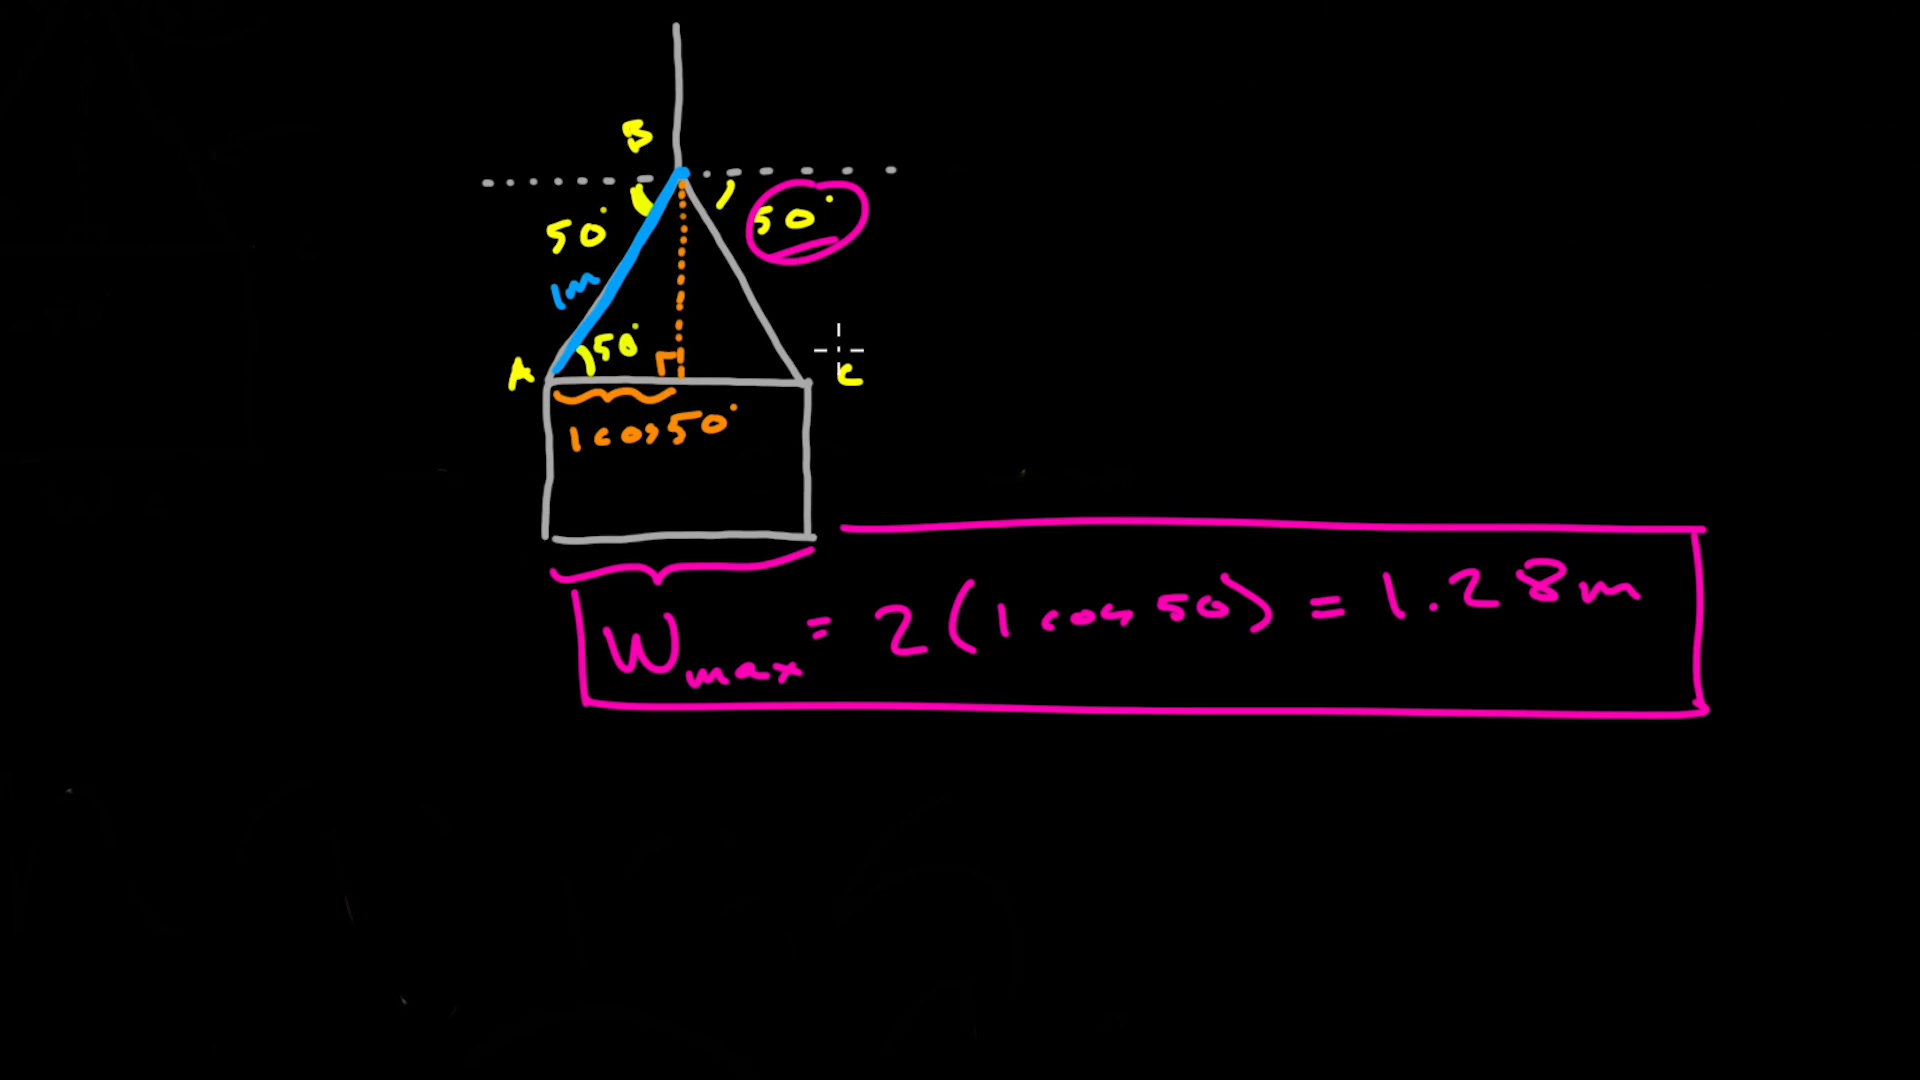 B
50°
50°
1m
50°
A
C
1cos50°
Wmax = 2(1cos50) = 1.28m